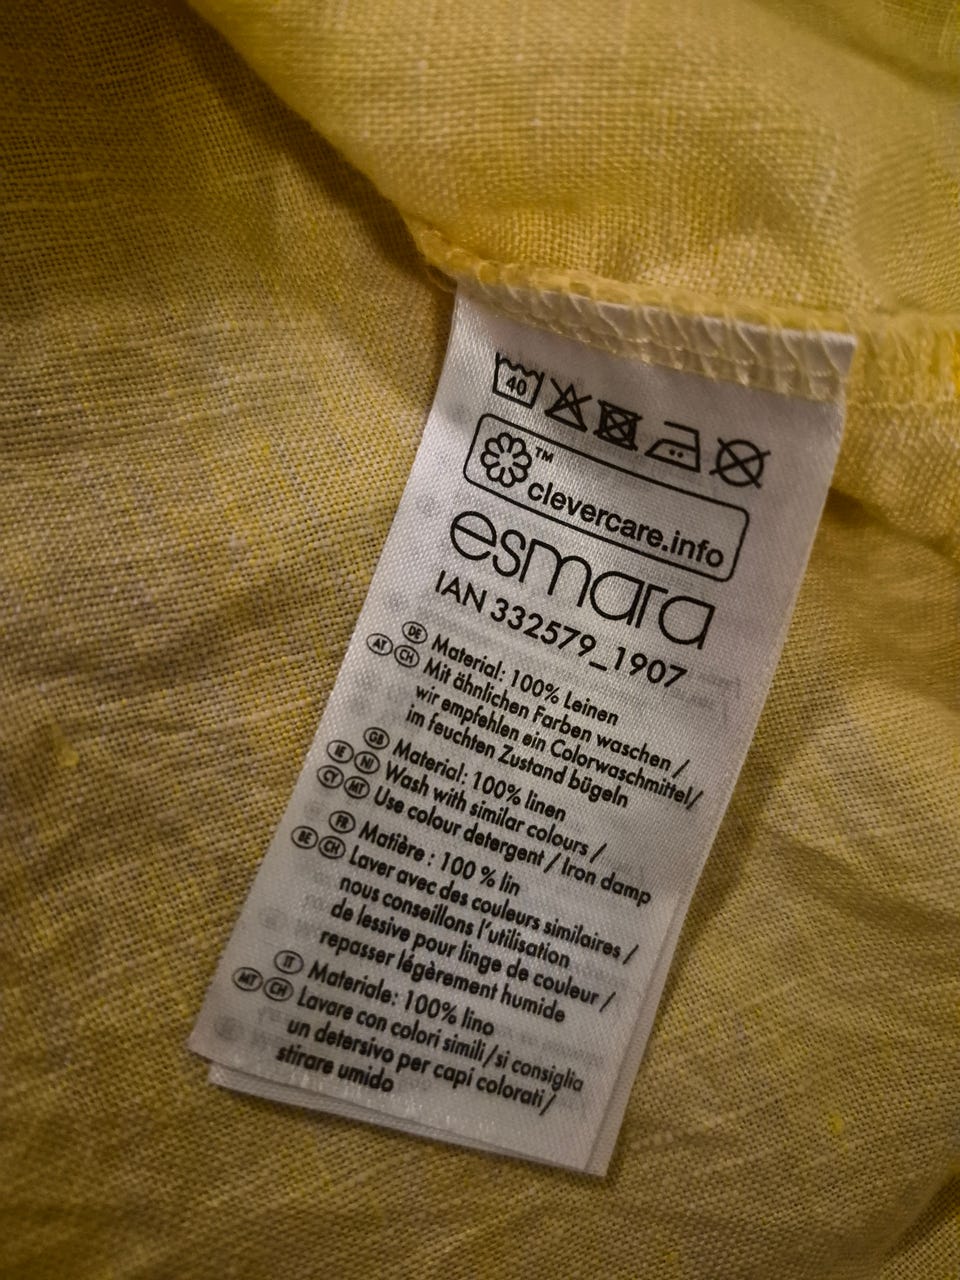 40
™
clevercare.info
esmara
IAN 332579_1907
DE Material: 100% Leinen
AT CH Mit ähnlichen Farben waschen /
wir empfehlen ein Colorwaschmittel/
im feuchten Zustand bügeln
GB Material: 100% linen
IE NI Wash with similar colours /
CY MT Use colour detergent / Iron damp
FR Matière : 100 % lin
BE CH Laver avec des couleurs similaires /
nous conseillons l'utilisation
de lessive pour linge de couleur /
repasser légèrement humide
IT Materiale: 100% lino
MT CH Lavare con colori simili/si consiglia
un detersivo per capi colorati/
stirare umido